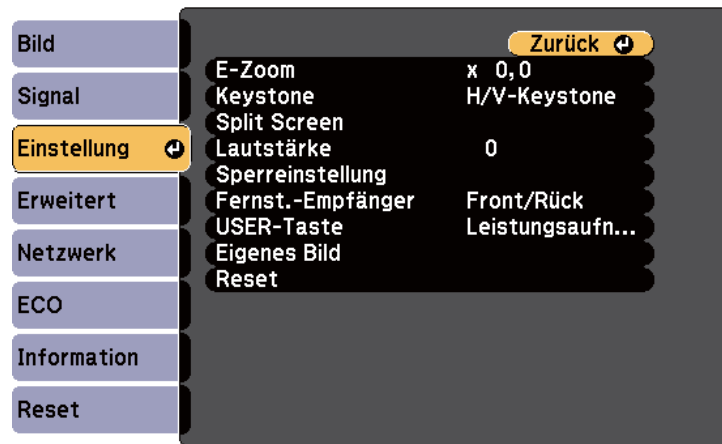 Bild
Signal
Einstellung
Erweitert
Netzwerk
ECO
Information
Reset
Zurück
E-Zoom x 0,0
Keystone H/V-Keystone
Split Screen
Lautstärke 0
Sperreinstellung
Fernst.-Empfänger Front/Rück
USER-Taste Leistungsaufn...
Eigenes Bild
Reset